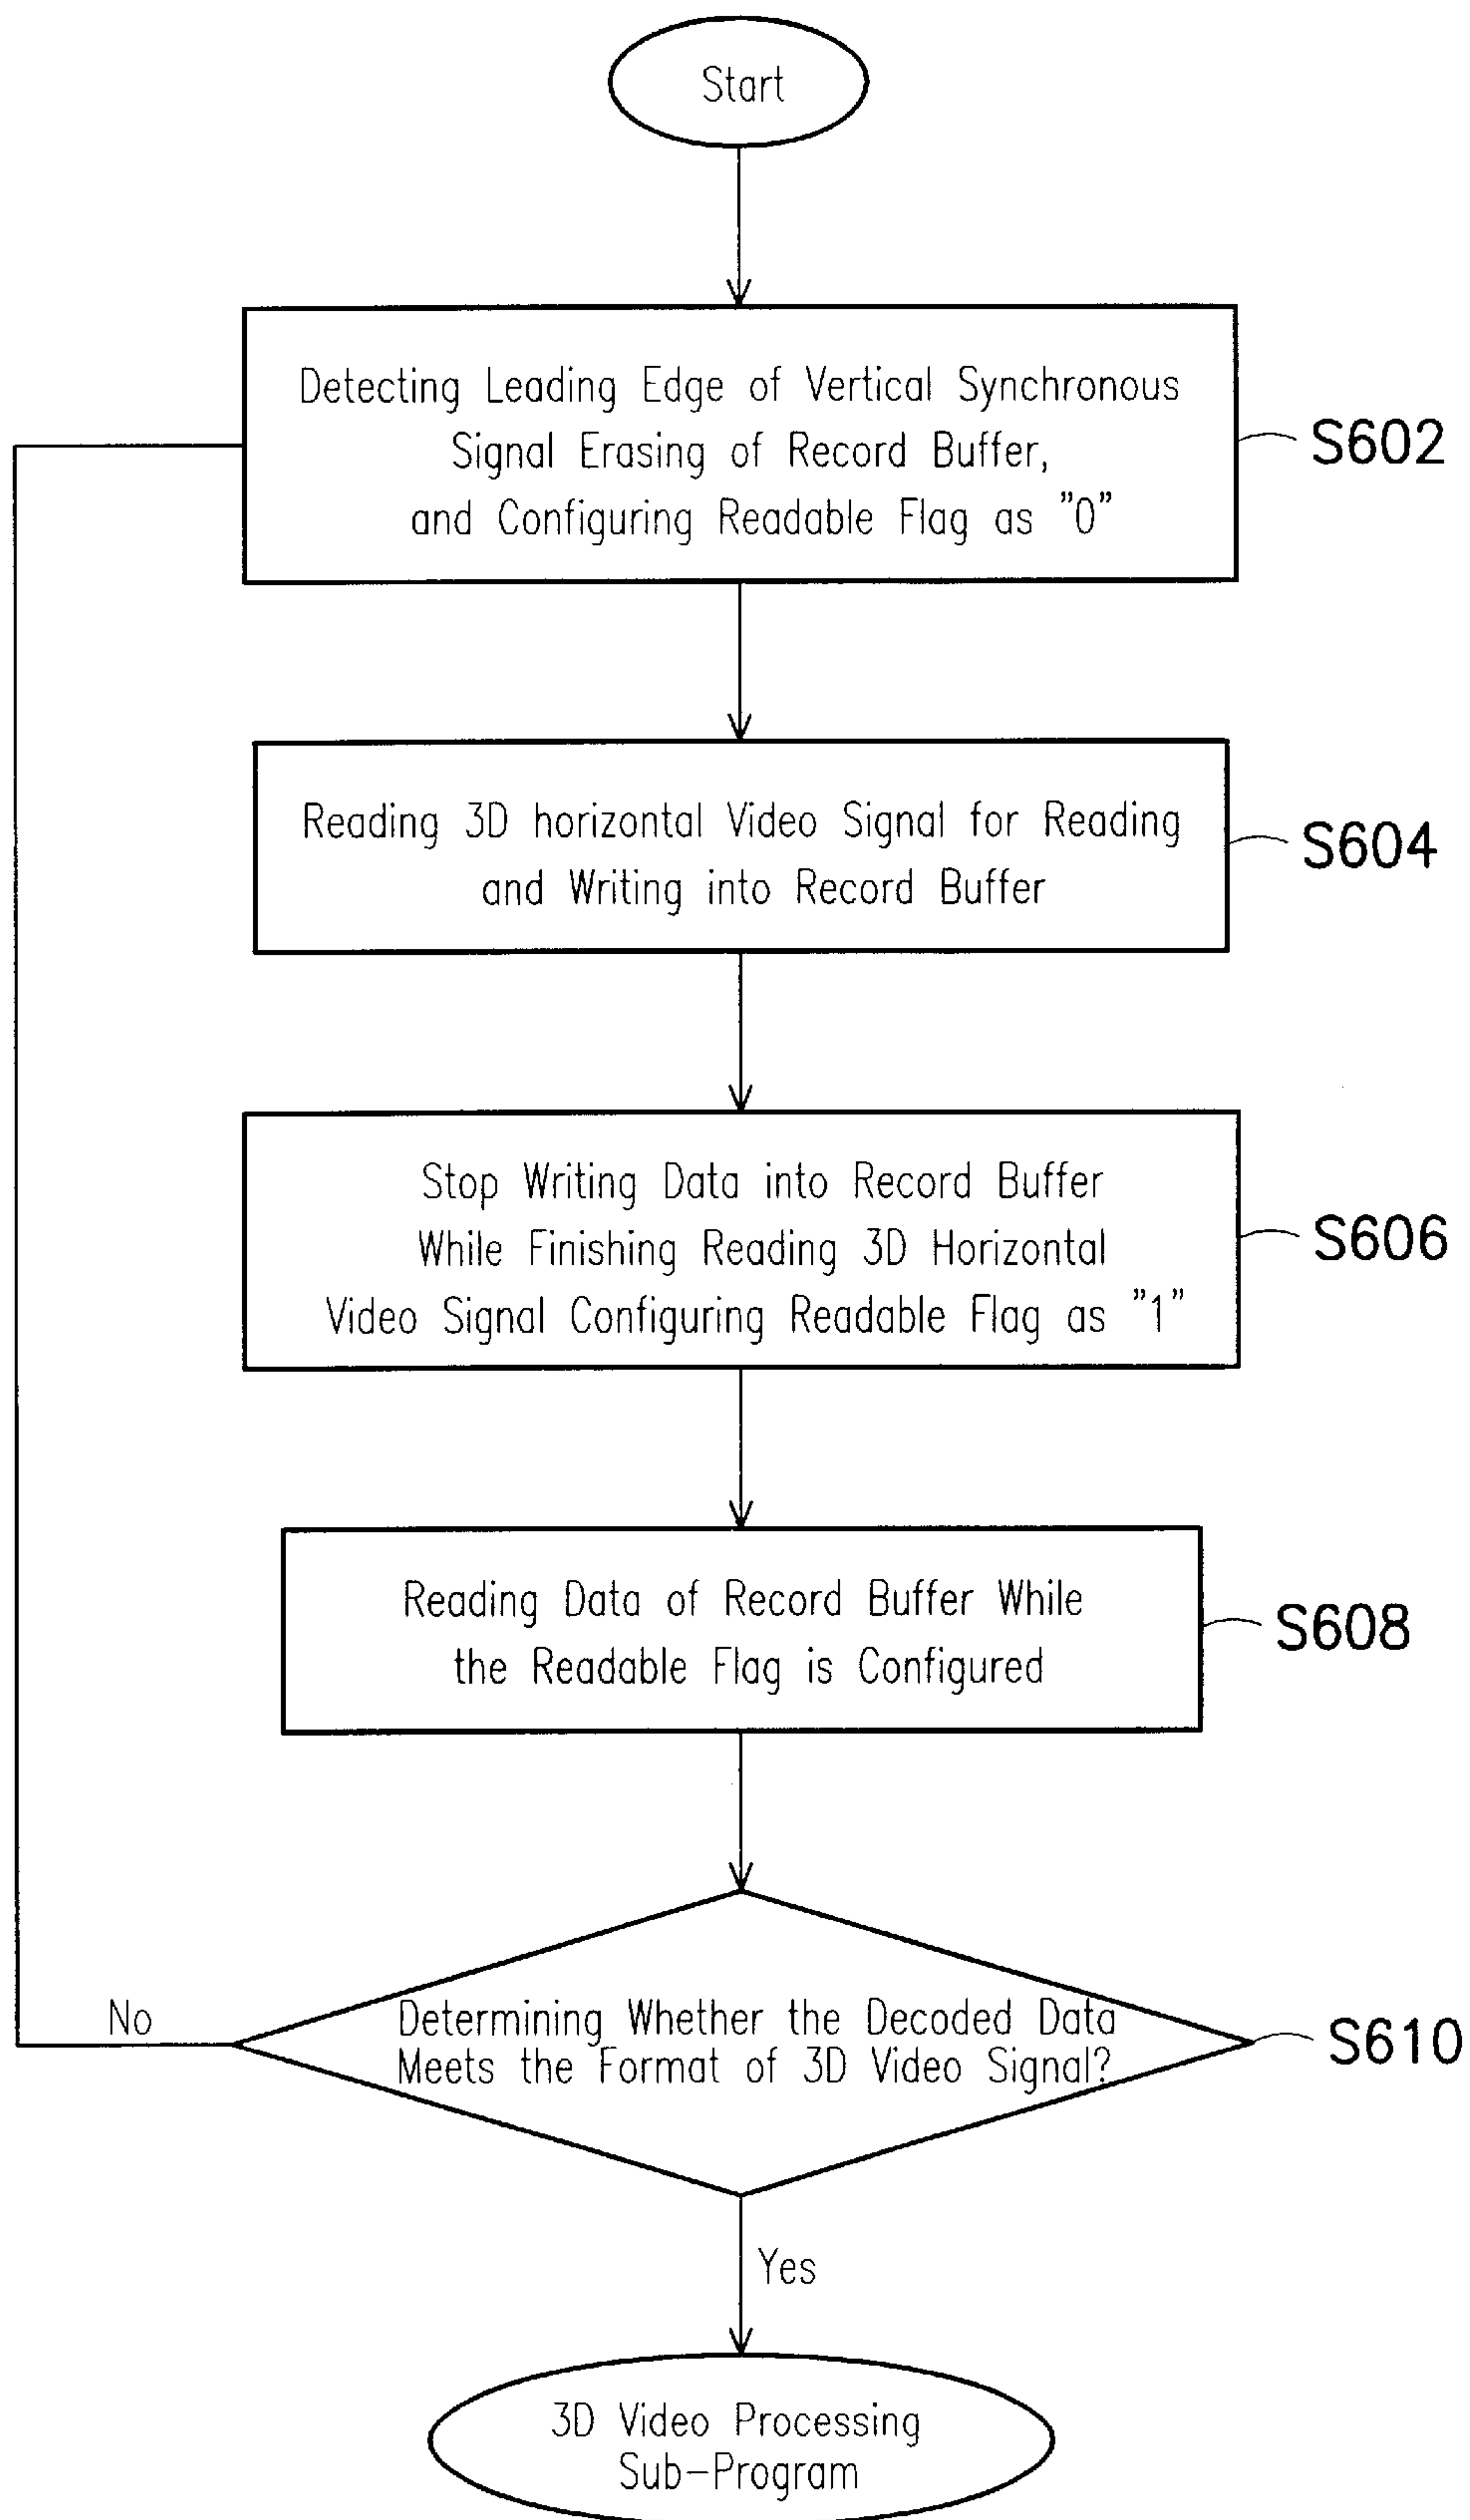 Start
Detecting Leading Edge of Vertical Synchronous
Signal Erasing of Record Buffer,
and Configuring Readable Flag as "0"
S602
Reading 3D horizontal Video Signal for Reading
and Writing into Record Buffer
S604
Stop Writing Data into Record Buffer
While Finishing Reading 3D Horizontal
Video Signal Configuring Readable Flag as "1"
S606
Reading Data of Record Buffer While
the Readable Flag is Configured
S608
No
Determining Whether the Decoded Data
Meets the Format of 3D Video Signal?
S610
Yes
3D Video Processing
Sub-Program